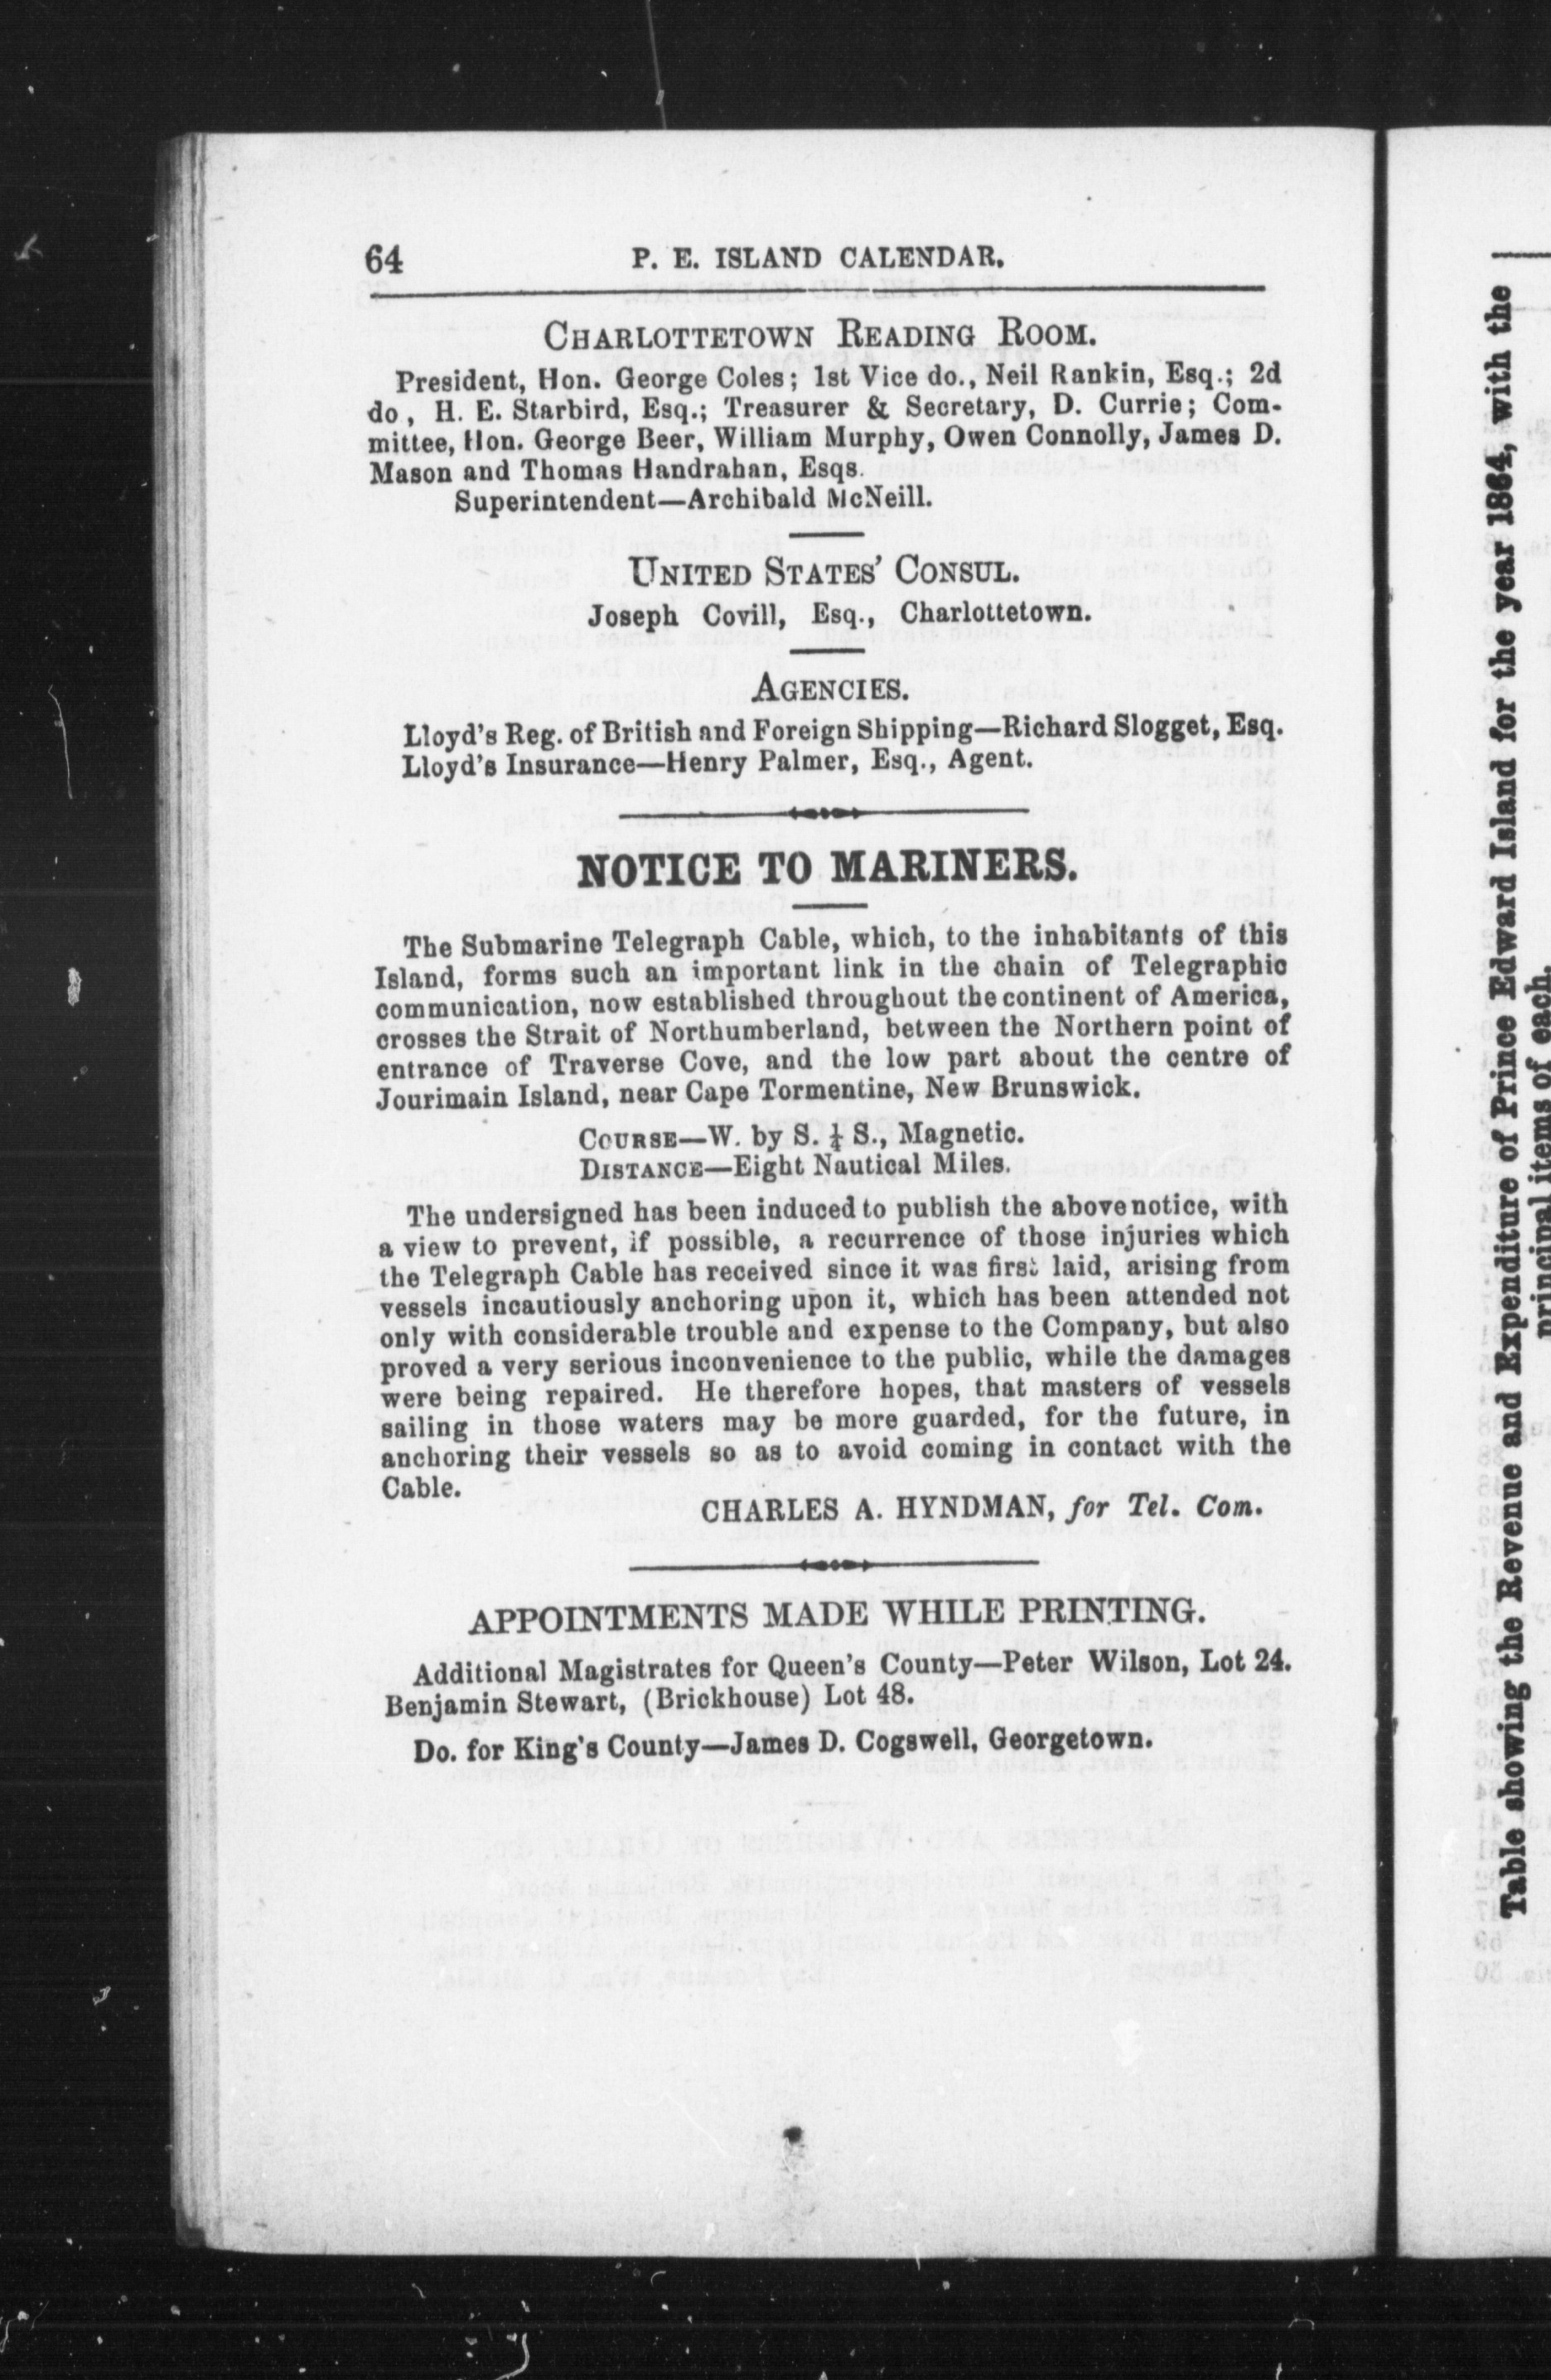 64
P. E. ISLAND CALENDAR.
CHARLOTTETOWN READING ROOM.
President, Hon. George Coles; 1st Vice do., Neil Rankin, Esq.; 2d
do , H. E. Starbird, Esq.; Treasurer & Secretary, D. Currie; Com-
mittee, Hon. George Beer, William Murphy, Owen Connolly, James D.
Mason and Thomas Handrahan, Esqs.
Superintendent—Archibald McNeill.
UNITED STATES' CONSUL.
Joseph Covill, Esq., Charlottetown.
AGENCIES.
Lloyd's Reg. of British and Foreign Shipping—Richard Slogget, Esq.
Lloyd's Insurance—Henry Palmer, Esq., Agent.
NOTICE TO MARINERS.
The Submarine Telegraph Cable, which, to the inhabitants of this
Island, forms such an important link in the chain of Telegraphic
communication, now established throughout the continent of America,
crosses the Strait of Northumberland, between the Northern point of
entrance of Traverse Cove, and the low part about the centre of
Jourimain Island, near Cape Tormentine, New Brunswick.
COURSE—W. by S. ¼ S., Magnetic.
DISTANCE—Eight Nautical Miles.
The undersigned has been induced to publish the above notice, with
a view to prevent, if possible, a recurrence of those injuries which
the Telegraph Cable has received since it was first laid, arising from
vessels incautiously anchoring upon it, which has been attended not
only with considerable trouble and expense to the Company, but also
proved a very serious inconvenience to the public, while the damages
were being repaired. He therefore hopes, that masters of vessels
sailing in those waters may be more guarded, for the future, in
anchoring their vessels so as to avoid coming in contact with the
Cable.
CHARLES A. HYNDMAN, for Tel. Com.
APPOINTMENTS MADE WHILE PRINTING.
Additional Magistrates for Queen's County—Peter Wilson, Lot 24.
Benjamin Stewart, (Brickhouse) Lot 48.
Do. for King's County—James D. Cogswell, Georgetown.
Table showing the Revenue and Expenditure of Prince Edward Island for the year 1864, with the
principal items of each.